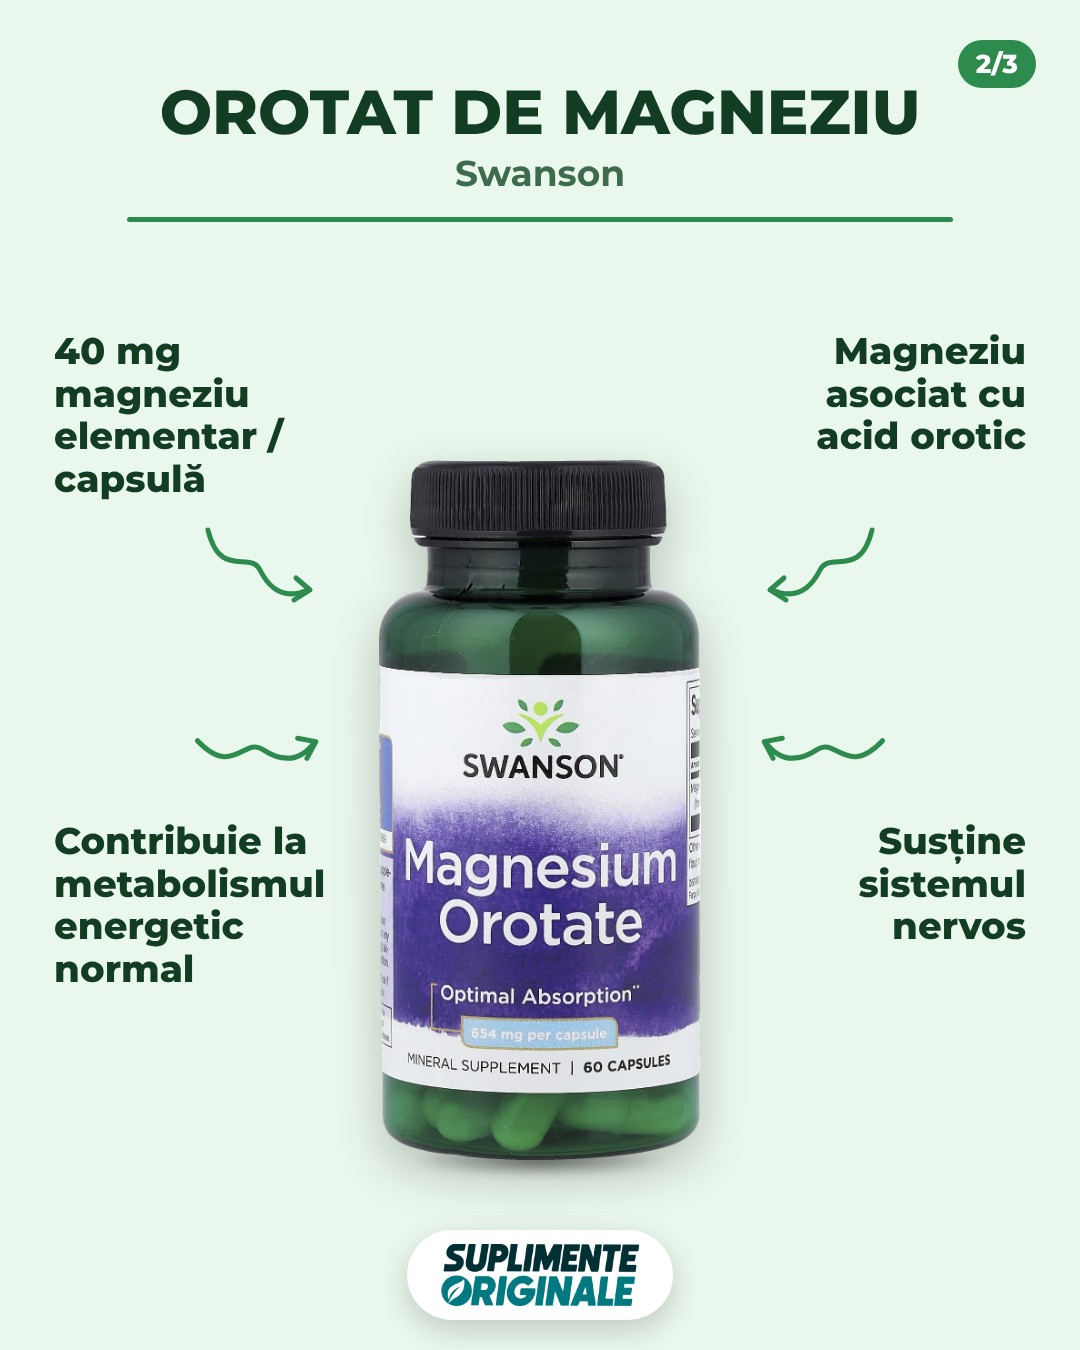 2/3
OROTAT DE MAGNEZIU
Swanson
40 mg
magneziu
elementar /
capsulă
Magneziu
asociat cu
acid orotic
SWANSON
Magnesium
Orotate
Optimal Absorption**
654 mg per capsule
MINERAL SUPPLEMENT | 60 CAPSULES
Contribuie la
metabolismul
energetic
normal
Susține
sistemul
nervos
SUPLIMENTE
ORIGINALE